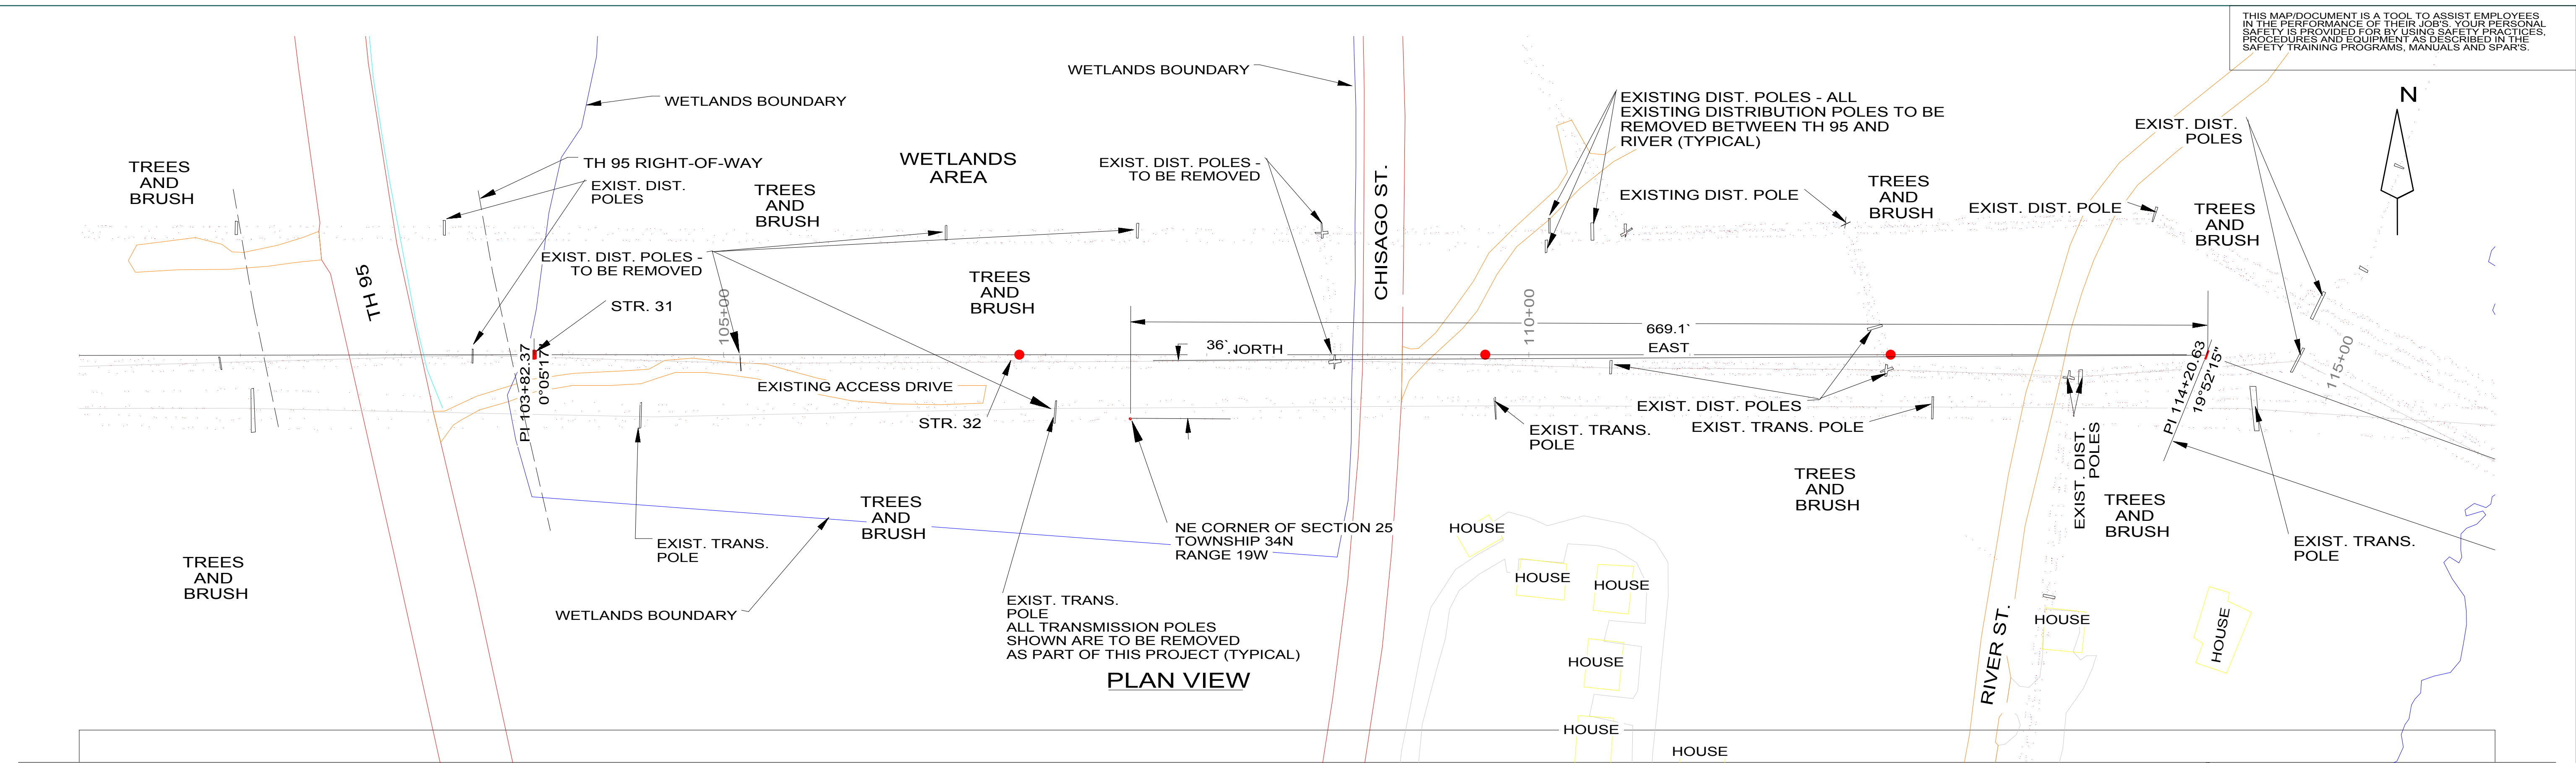 THIS MAP/DOCUMENT IS A TOOL TO ASSIST EMPLOYEES
IN THE PERFORMANCE OF THEIR JOB'S. YOUR PERSONAL
SAFETY IS PROVIDED FOR BY USING SAFETY PRACTICES,
PROCEDURES AND EQUIPMENT AS DESCRIBED IN THE
SAFETY TRAINING PROGRAMS, MANUALS AND SPAR'S.
WETLANDS BOUNDARY
WETLANDS BOUNDARY
EXISTING DIST. POLES - ALL
EXISTING DISTRIBUTION POLES TO BE
REMOVED BETWEEN TH 95 AND
RIVER (TYPICAL)
N
EXIST. DIST.
POLES
TREES
AND
BRUSH
TH 95 RIGHT-OF-WAY
EXIST. DIST.
POLES
TREES
AND
BRUSH
WETLANDS
AREA
EXIST. DIST. POLES -
TO BE REMOVED
CHISAGO ST.
EXISTING DIST. POLE
TREES
AND
BRUSH
EXIST. DIST. POLE
TREES
AND
BRUSH
TH 95
EXIST. DIST. POLES -
TO BE REMOVED
STR. 31
105+00
TREES
AND
BRUSH
110+00
669.1'
36'
NORTH
EAST
PI 103+82.37
0°05'17"
EXISTING ACCESS DRIVE
STR. 32
EXIST. DIST. POLES
EXIST. TRANS.
POLE
EXIST. TRANS. POLE
PI 114+20.63
19°52'15"
115+00
EXIST. DIST.
POLES
TREES
AND
BRUSH
TREES
AND
BRUSH
TREES
AND
BRUSH
NE CORNER OF SECTION 25
TOWNSHIP 34N
RANGE 19W
HOUSE
EXIST. TRANS.
POLE
EXIST. TRANS.
POLE
TREES
AND
BRUSH
HOUSE
HOUSE
WETLANDS BOUNDARY
EXIST. TRANS.
POLE
ALL TRANSMISSION POLES
SHOWN ARE TO BE REMOVED
AS PART OF THIS PROJECT (TYPICAL)
HOUSE
HOUSE
HOUSE
RIVER ST.
PLAN VIEW
HOUSE
HOUSE